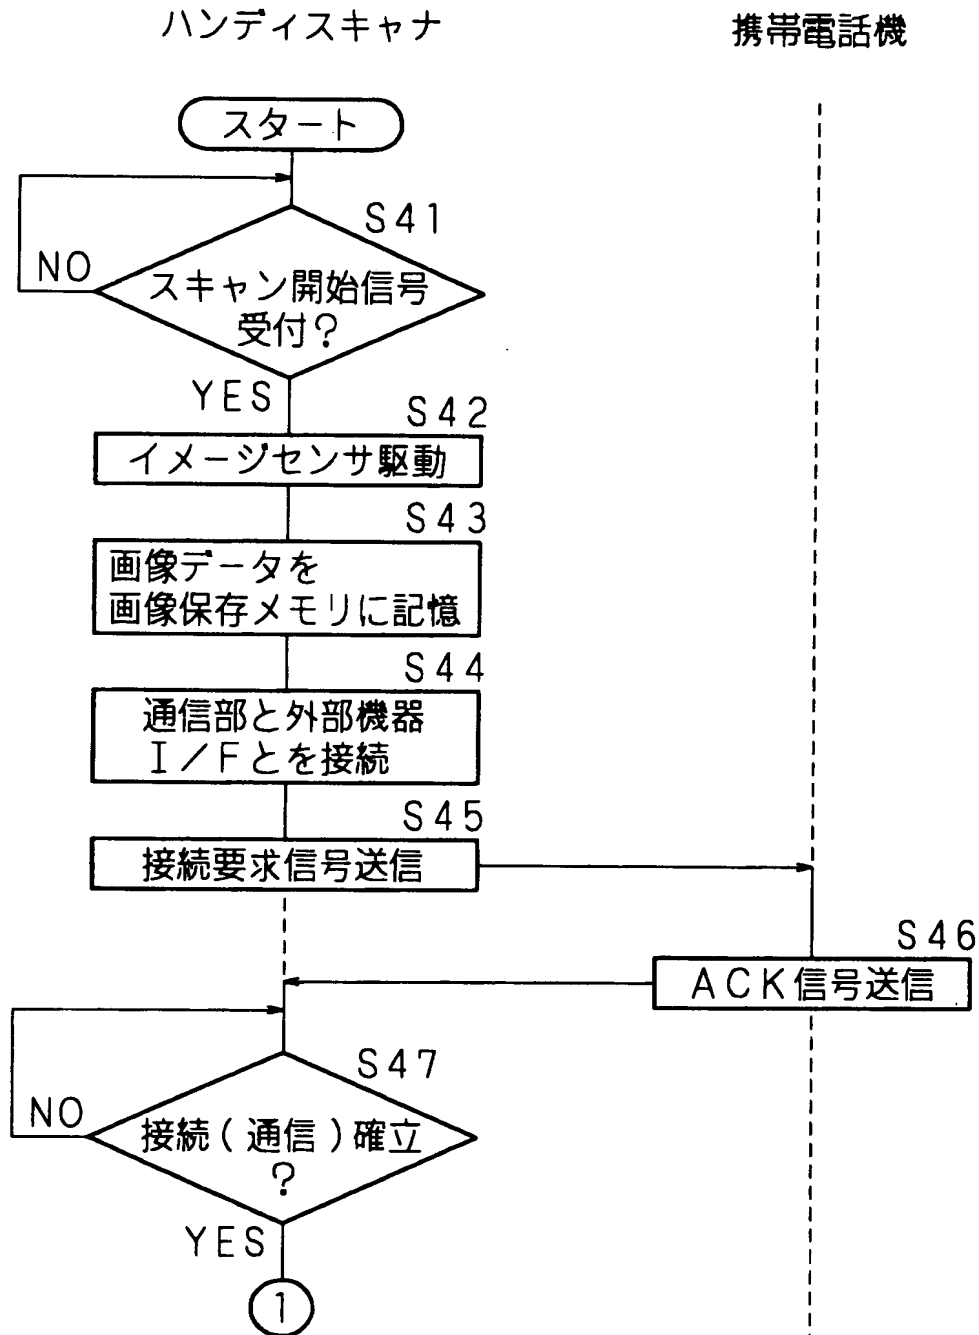 ハンディスキャナ
携帯電話機
スタート
S41
NO
スキャン開始信号
受付?
YES
S42
イメージセンサ駆動
S43
画像データを
画像保存メモリに記憶
S44
通信部と外部機器
I/Fとを接続
S45
接続要求信号送信
S46
ACK信号送信
S47
NO
接続(通信)確立
?
YES
1